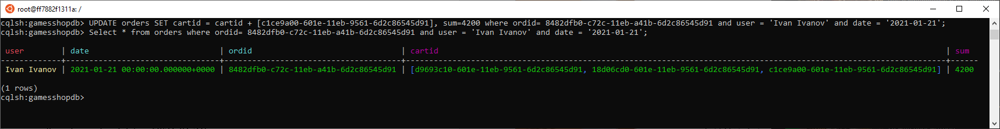 root@ff7882f1311a: /
cqlsh:gamesshopdb> UPDATE orders SET cartid = cartid + [c1ce9a00-601e-11eb-9561-6d2c86545d91], sum=4200 where ordid= 8482dfb0-c72c-11eb-a41b-6d2c86545d91 and user = 'Ivan Ivanov' and date = '2021-01-21';
cqlsh:gamesshopdb> Select * from orders where ordid= 8482dfb0-c72c-11eb-a41b-6d2c86545d91 and user = 'Ivan Ivanov' and date = '2021-01-21';
user | date | ordid | cartid | sum
-------------+---------------------------------+--------------------------------------+--------------------------------------------------------------------------------------------------------------------+------
Ivan Ivanov | 2021-01-21 00:00:00.000000+0000 | 8482dfb0-c72c-11eb-a41b-6d2c86545d91 | [d9693c10-601e-11eb-9561-6d2c86545d91, 18d06cd0-601e-11eb-9561-6d2c86545d91, c1ce9a00-601e-11eb-9561-6d2c86545d91] | 4200
(1 rows)
cqlsh:gamesshopdb>